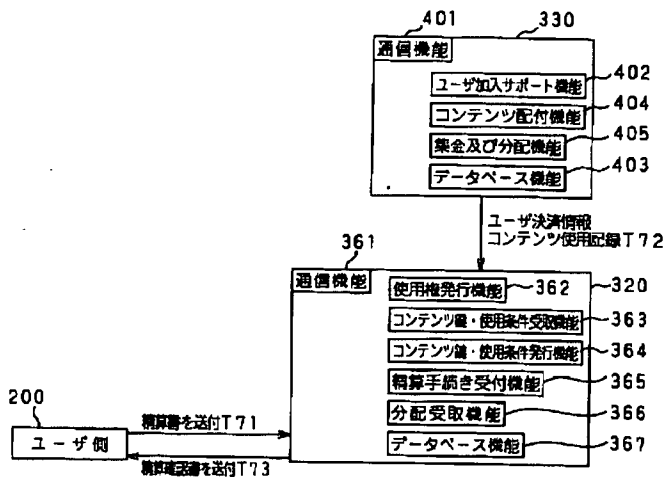 401
330
通信機能
ユーザ加入サポート機能
402
コンテンツ配付機能
404
集金及び分配機能
405
データベース機能
403
ユーザ決済情報
コンテンツ使用記録T72
361
通信機能
使用権発行機能
362
320
コンテンツ鍵・使用条件受取機能
363
コンテンツ鍵・使用条件発行機能
364
精算手続き受付機能
365
分配受取機能
366
データベース機能
367
200
ユーザ側
精算書を送付T71
精算確認書を送付T73